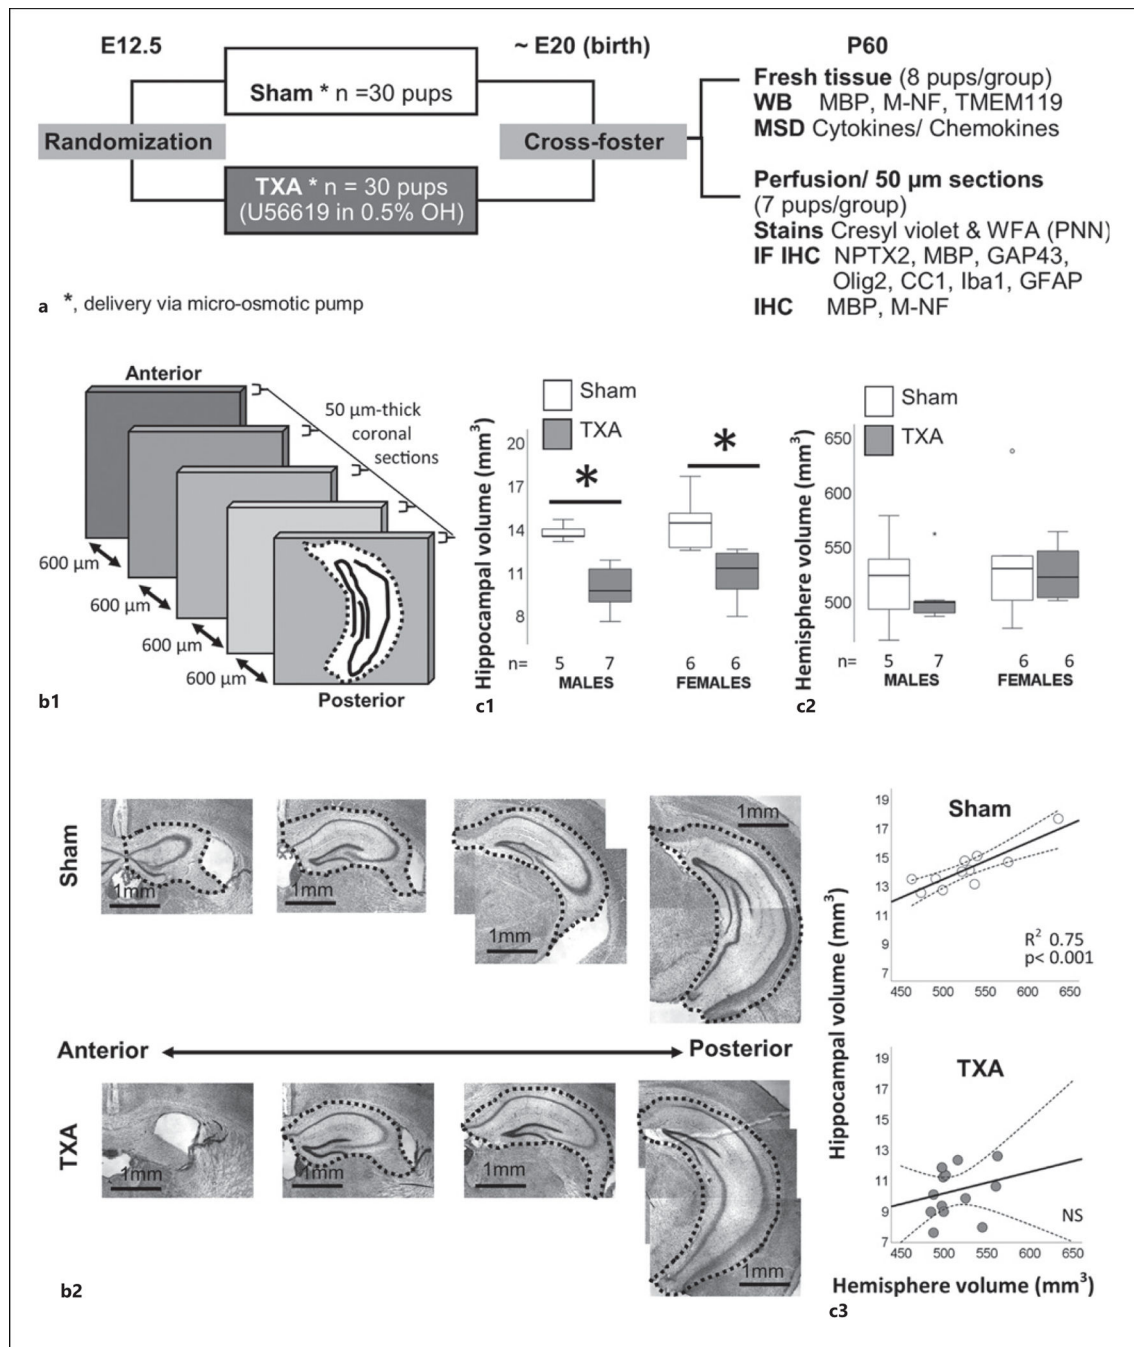 E12.5
~ E20 (birth)
P60
Sham * n =30 pups
Randomization
Cross-foster
TXA * n = 30 pups
(U56619 in 0.5% OH)
Fresh tissue (8 pups/group)
WB MBP, M-NF, TMEM119
MSD Cytokines/ Chemokines
Perfusion/ 50 µm sections
(7 pups/group)
Stains Cresyl violet & WFA (PNN)
IF IHC NPTX2, MBP, GAP43,
Olig2, CC1, Iba1, GFAP
IHC MBP, M-NF
a *, delivery via micro-osmotic pump
Anterior
50 µm-thick
coronal
sections
600 µm
600 µm
600 µm
600 µm
Posterior
b1
Hippocampal volume (mm³)
Sham
TXA
20
17
14
11
8
*
*
n= 5 7 6 6
MALES FEMALES
c1
Hemisphere volume (mm³)
Sham
TXA
650
600
550
500
n= 5 7 6 6
MALES FEMALES
c2
Sham
1mm
1mm
1mm
1mm
Anterior
Posterior
TXA
1mm
1mm
1mm
1mm
b2
Hippocampal volume (mm³)
Sham
19
17
15
13
11
9
7
R² 0.75
p< 0.001
450 500 550 600 650
TXA
19
17
15
13
11
9
7
NS
450 500 550 600 650
Hemisphere volume (mm³)
c3